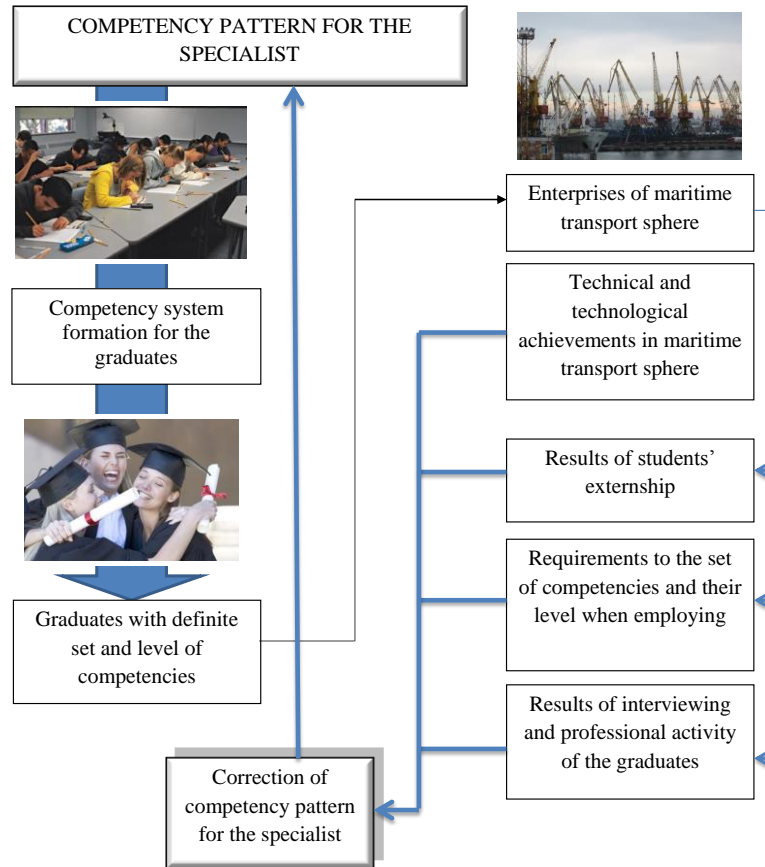 COMPETENCY PATTERN FOR THE
SPECIALIST
Enterprises of maritime
transport sphere
Technical and
technological
achievements in maritime
transport sphere
Competency system
formation for the
graduates
Results of students’
externship
Requirements to the set
of competencies and their
level when employing
Graduates with definite
set and level of
competencies
Results of interviewing
and professional activity
of the graduates
Correction of
competency pattern
for the specialist